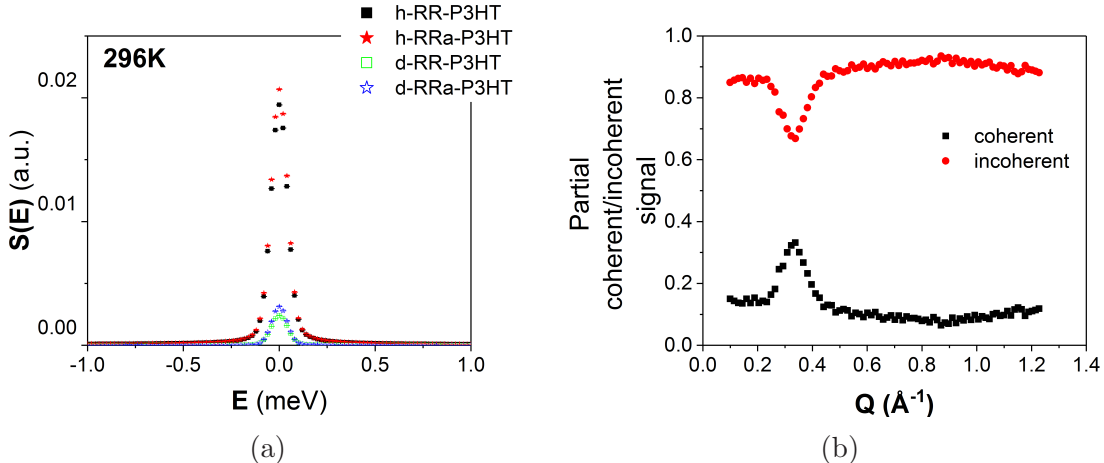 296K
h-RR-P3HT
h-RRa-P3HT
d-RR-P3HT
d-RRa-P3HT
0.02
0.01
0.00
S(E) (a.u.)
-1.0 -0.5 0.0 0.5 1.0
E (meV)
(a)
1.0
0.8
0.6
0.4
0.2
0.0
Partial
coherent/incoherent
signal
coherent
incoherent
0.0 0.2 0.4 0.6 0.8 1.0 1.2 1.4
Q (Å-1)
(b)